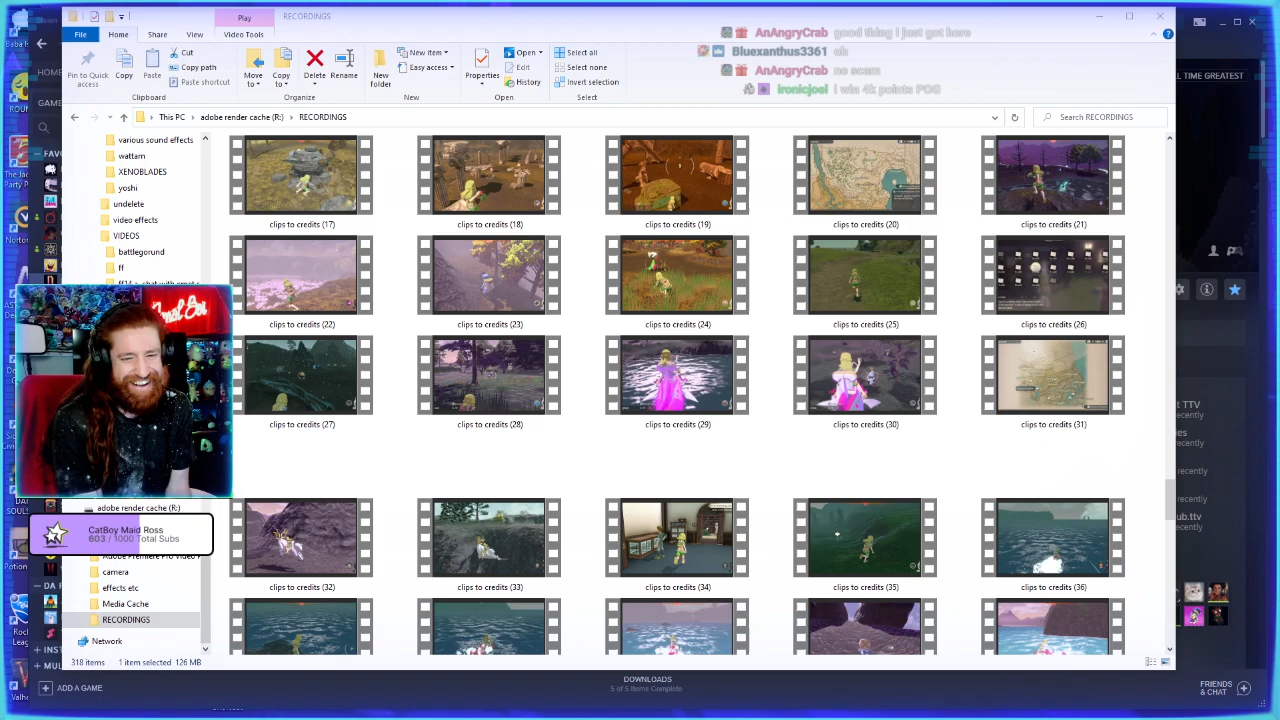 Play
RECORDINGS
File
Home
Share
View
Video Tools
AnAngryCrab good thing I just got here
Bluexanthus3361 oh
AnAngryCrab no scam
ironicjoel I win 4k points POG
Pin to Quick access
Copy
Paste
Cut
Copy path
Paste shortcut
Clipboard
Move to
Copy to
Delete
Rename
Organize
New folder
New item
Easy access
New
Properties
Open
Edit
History
Open
Select all
Select none
Invert selection
Select
This PC
adobe render cache (R:)
RECORDINGS
Search RECORDINGS
LL TIME GREATEST
various sound effects
wattam
XENOBLADES
yoshi
undelete
video effects
VIDEOS
battleground
ff
clips to credits (17)
clips to credits (18)
clips to credits (19)
clips to credits (20)
clips to credits (21)
clips to credits (22)
clips to credits (23)
clips to credits (24)
clips to credits (25)
clips to credits (26)
clips to credits (27)
clips to credits (28)
clips to credits (29)
clips to credits (30)
clips to credits (31)
adobe render cache (R:)
CatBoy Maid Ross
603 / 1000 Total Subs
camera
effects etc
Media Cache
RECORDINGS
Network
clips to credits (32)
clips to credits (33)
clips to credits (34)
clips to credits (35)
clips to credits (36)
318 items
1 item selected 126 MB
ADD A GAME
DOWNLOADS
5 of 5 Items Complete
FRIENDS & CHAT